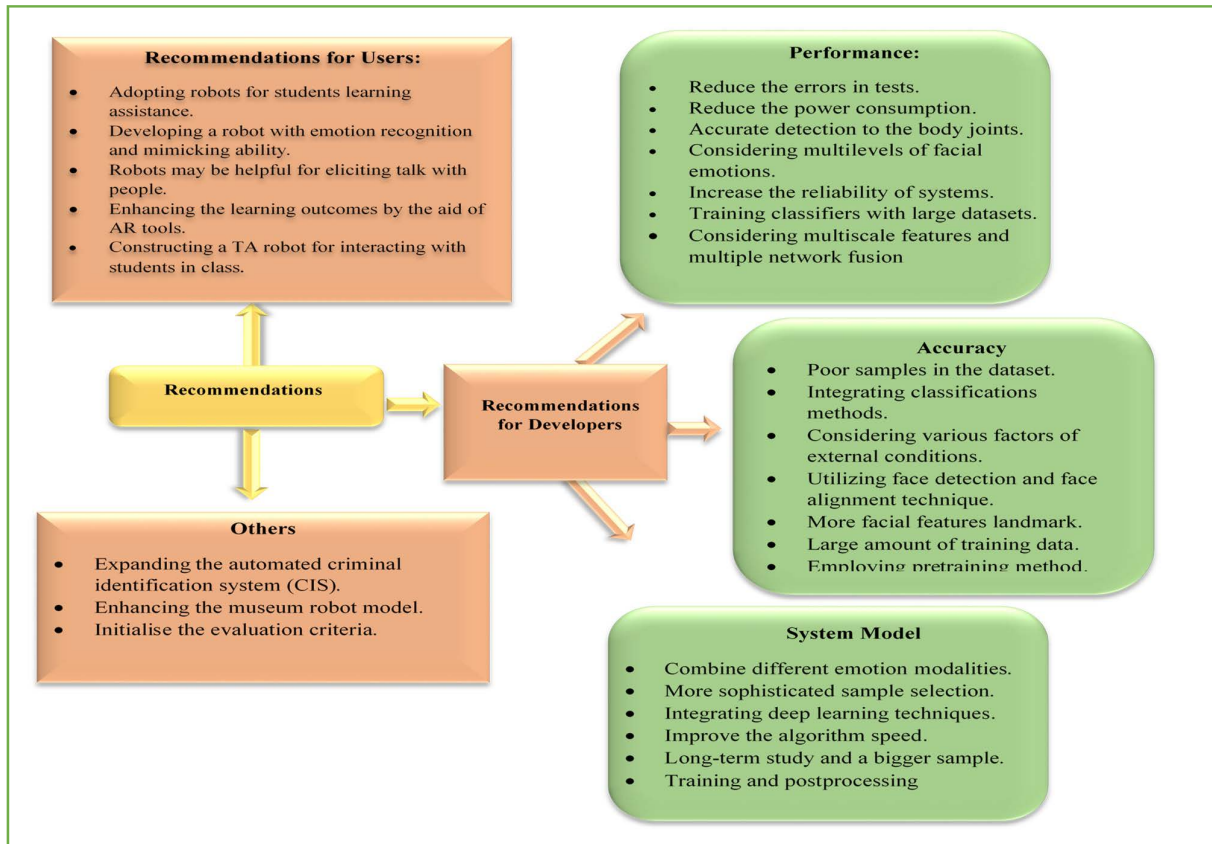 Recommendations for Users:
• Adopting robots for students learning
assistance.
• Developing a robot with emotion recognition
and mimicking ability.
• Robots may be helpful for eliciting talk with
people.
• Enhancing the learning outcomes by the aid of
AR tools.
• Constructing a TA robot for interacting with
students in class.
Recommendations
Others
• Expanding the automated criminal
identification system (CIS).
• Enhancing the museum robot model.
• Initialise the evaluation criteria.
Recommendations
for Developers
Performance:
• Reduce the errors in tests.
• Reduce the power consumption.
• Accurate detection to the body joints.
• Considering multilevels of facial
emotions.
• Increase the reliability of systems.
• Training classifiers with large datasets.
• Considering multiscale features and
multiple network fusion
Accuracy
• Poor samples in the dataset.
• Integrating classifications
methods.
• Considering various factors of
external conditions.
• Utilizing face detection and face
alignment technique.
• More facial features landmark.
• Large amount of training data.
• Employing pretraining method.
System Model
• Combine different emotion modalities.
• More sophisticated sample selection.
• Integrating deep learning techniques.
• Improve the algorithm speed.
• Long-term study and a bigger sample.
• Training and postprocessing